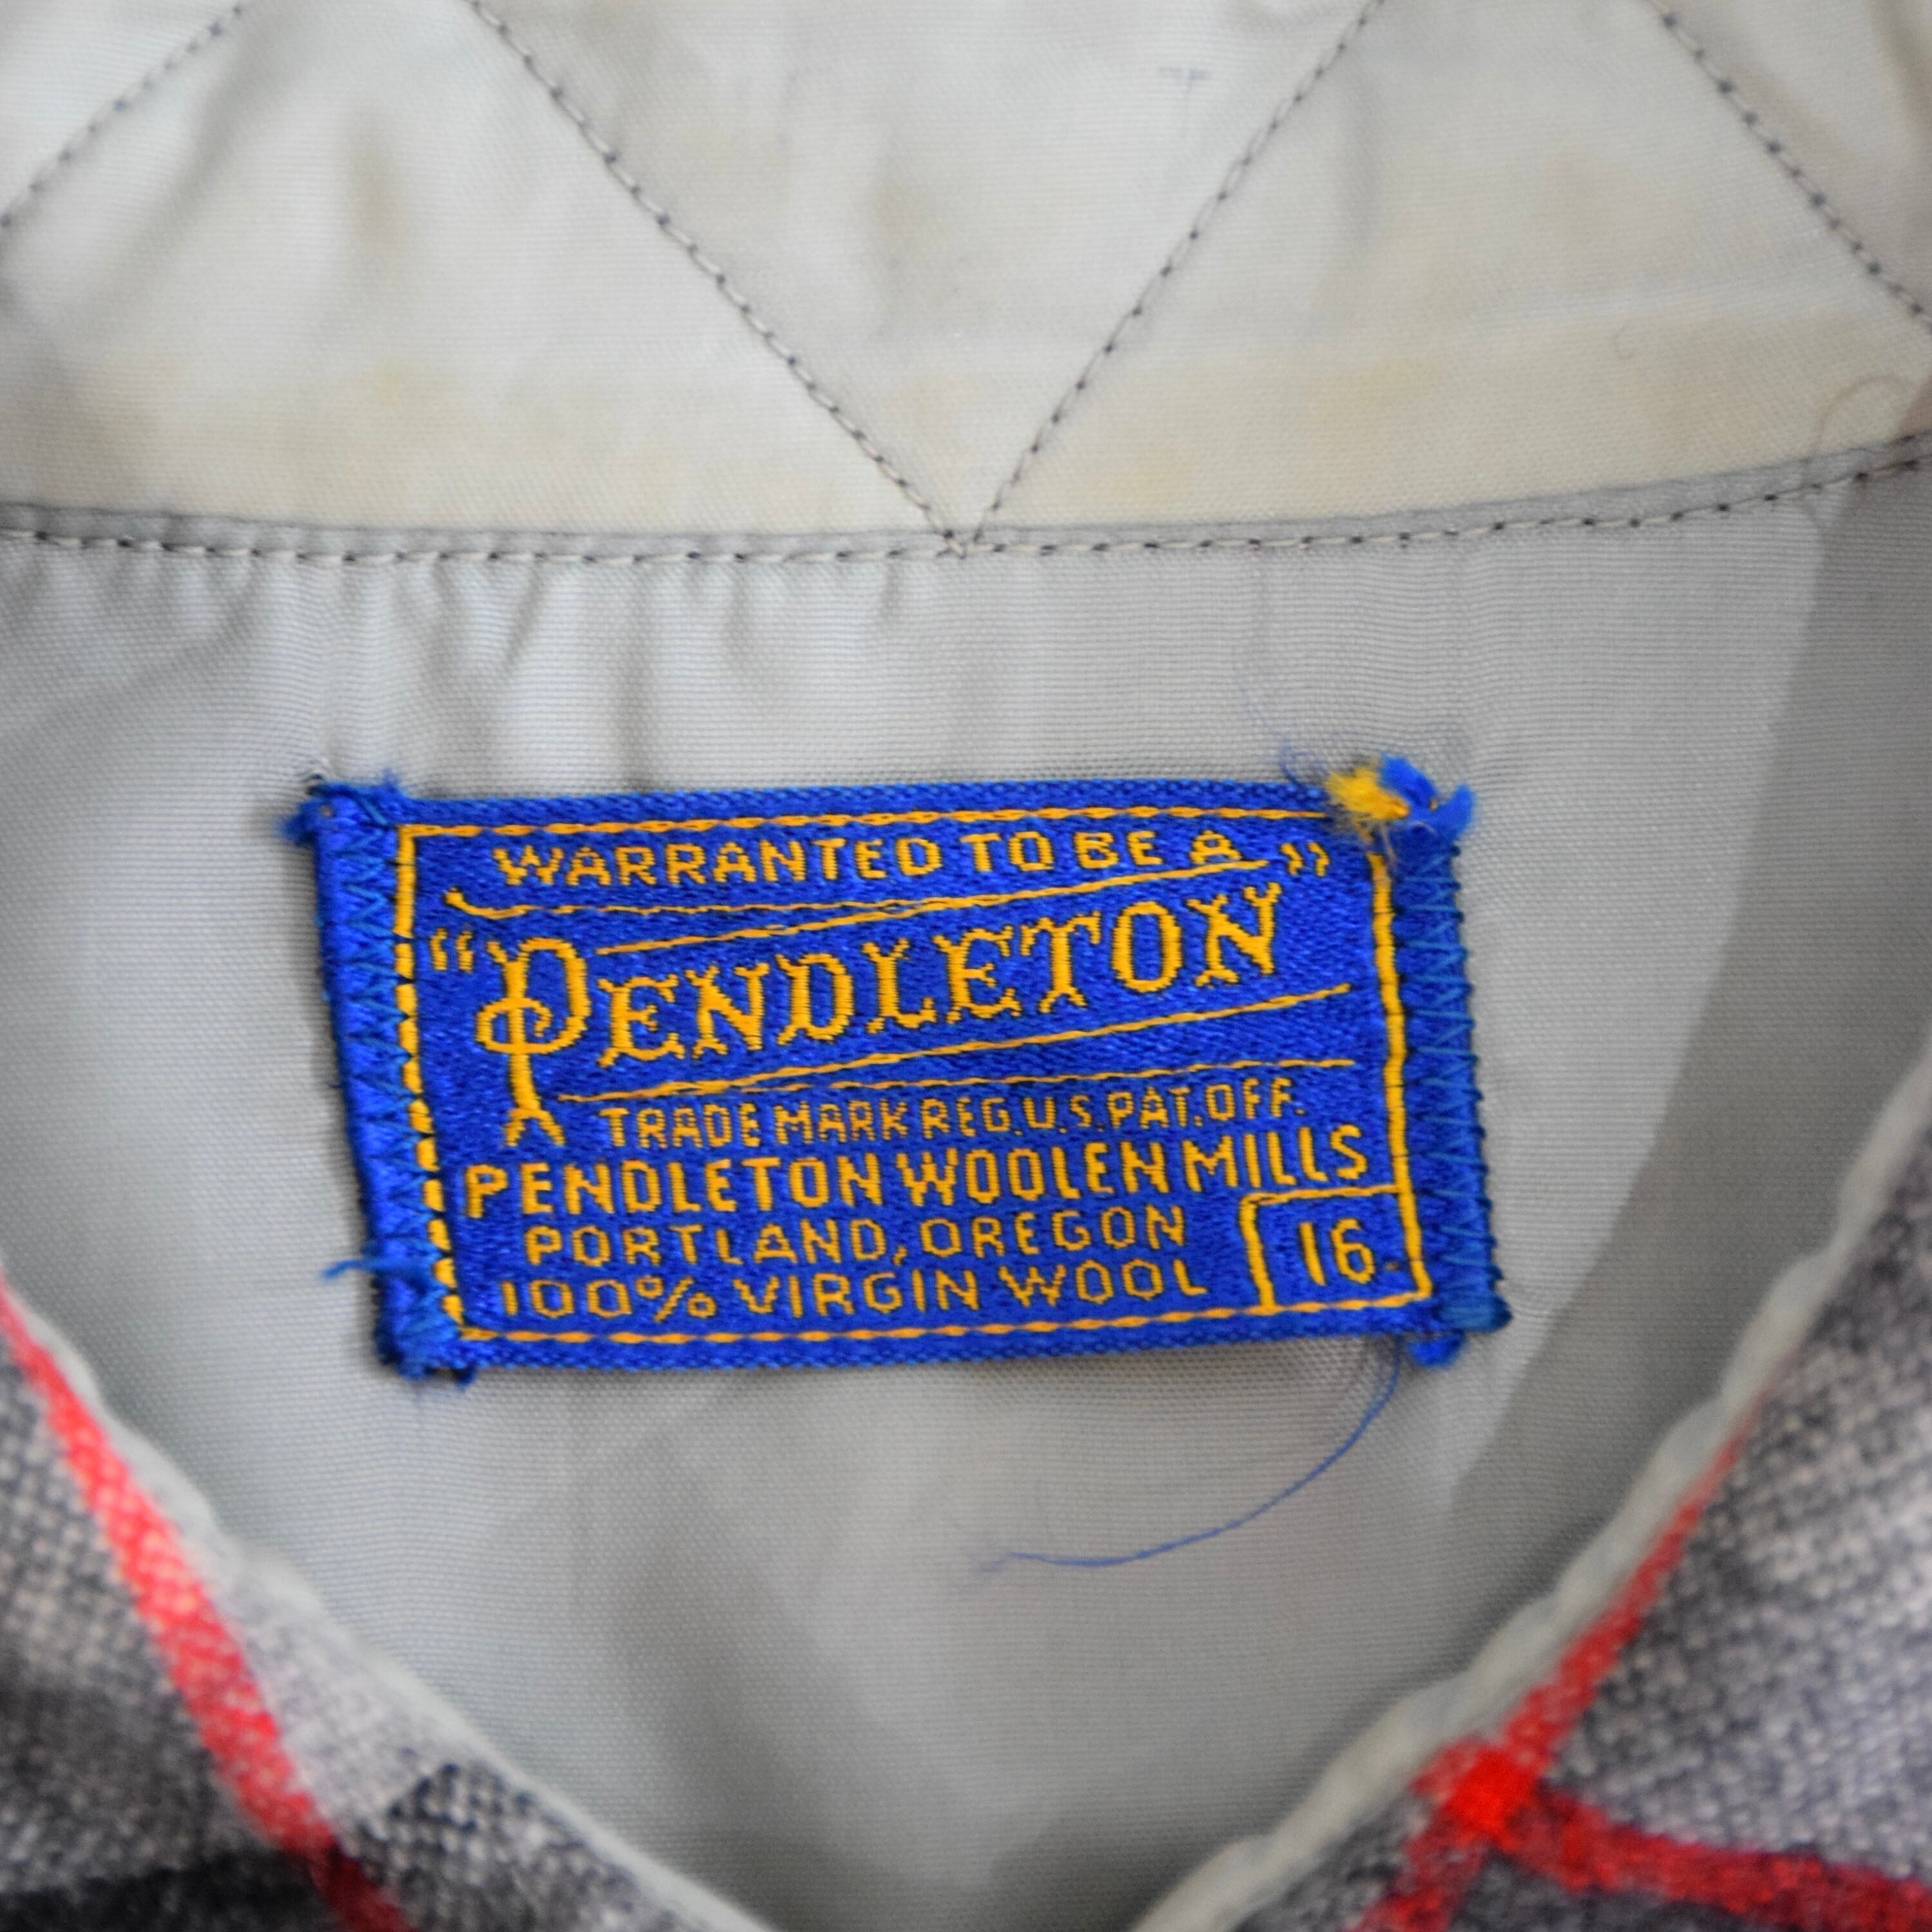 WARRANTED TO BE A
"PENDLETON"
TRADE MARK REG. U.S. PAT. OFF.
PENDLETON WOOLEN MILLS
PORTLAND, OREGON
100% VIRGIN WOOL
16